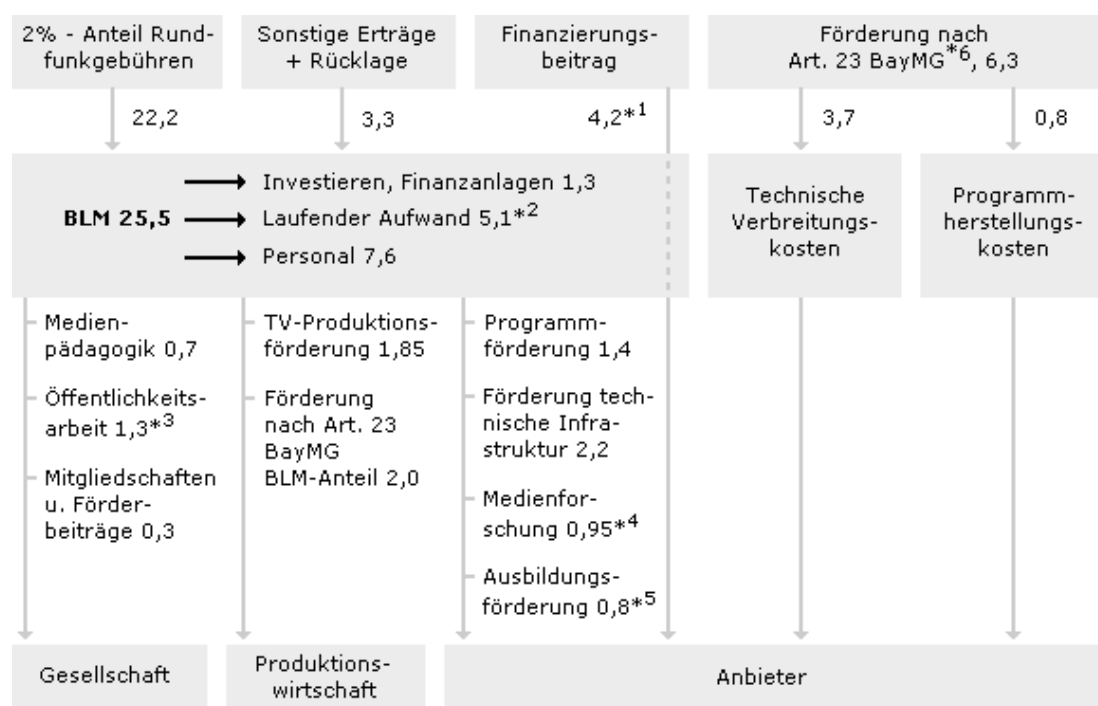 2% - Anteil Rund-
funkgebühren
Sonstige Erträge
+ Rücklage
Finanzierungs-
beitrag
Förderung nach
Art. 23 BayMG*6, 6,3
22,2
3,3
4,2*1
3,7
0,8
BLM 25,5
Investieren, Finanzanlagen 1,3
Laufender Aufwand 5,1*2
Personal 7,6
Technische
Verbreitungs-
kosten
Programm-
herstellungs-
kosten
Medien-
pädagogik 0,7
Öffentlichkeits-
arbeit 1,3*3
Mitgliedschaften
u. Förder-
beiträge 0,3
TV-Produktions-
förderung 1,85
Förderung
nach Art. 23
BayMG
BLM-Anteil 2,0
Programm-
förderung 1,4
Förderung tech-
nische Infra-
struktur 2,2
Medienfor-
schung 0,95*4
Ausbildungs-
förderung 0,8*5
Gesellschaft
Produktions-
wirtschaft
Anbieter